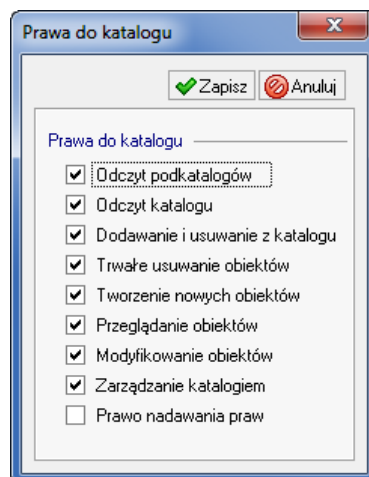 Prawa do katalogu
Zapisz Anuluj
Prawa do katalogu
Odczyt podkatalogów
Odczyt katalogu
Dodawanie i usuwanie z katalogu
Trwałe usuwanie obiektów
Tworzenie nowych obiektów
Przeglądanie obiektów
Modyfikowanie obiektów
Zarządzanie katalogiem
Prawo nadawania praw